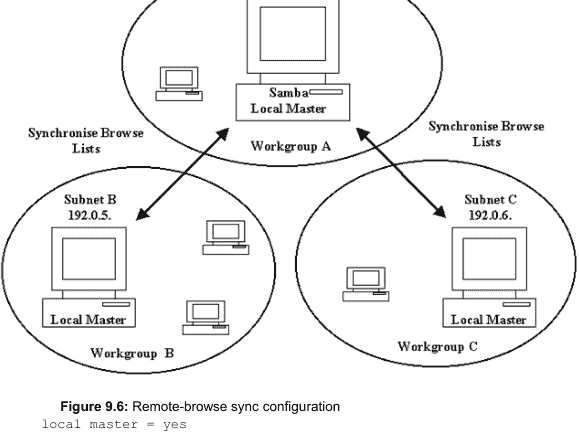 Samba
Local Master
Workgroup A
Synchronise Browse
Lists
Synchronise Browse
Lists
Subnet B
192.0.5.
Local Master
Workgroup B
Subnet C
192.0.6.
Local Master
Workgroup C
Figure 9.6: Remote-browse sync configuration
local master = yes